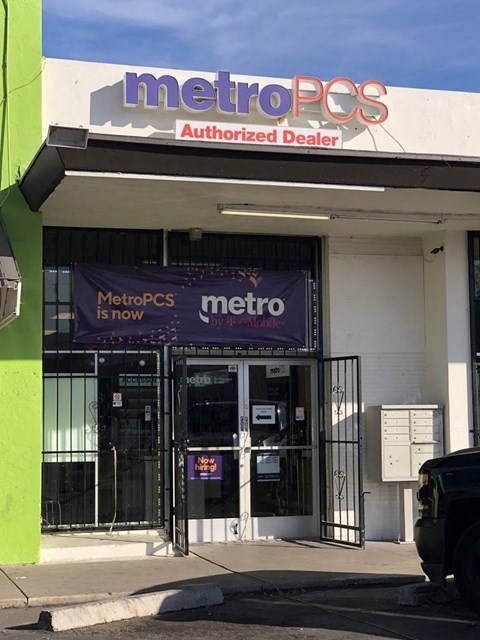 metroPCS
Authorized Dealer
MetroPCS
is now
metro
by T Mobile
Now
hiring!